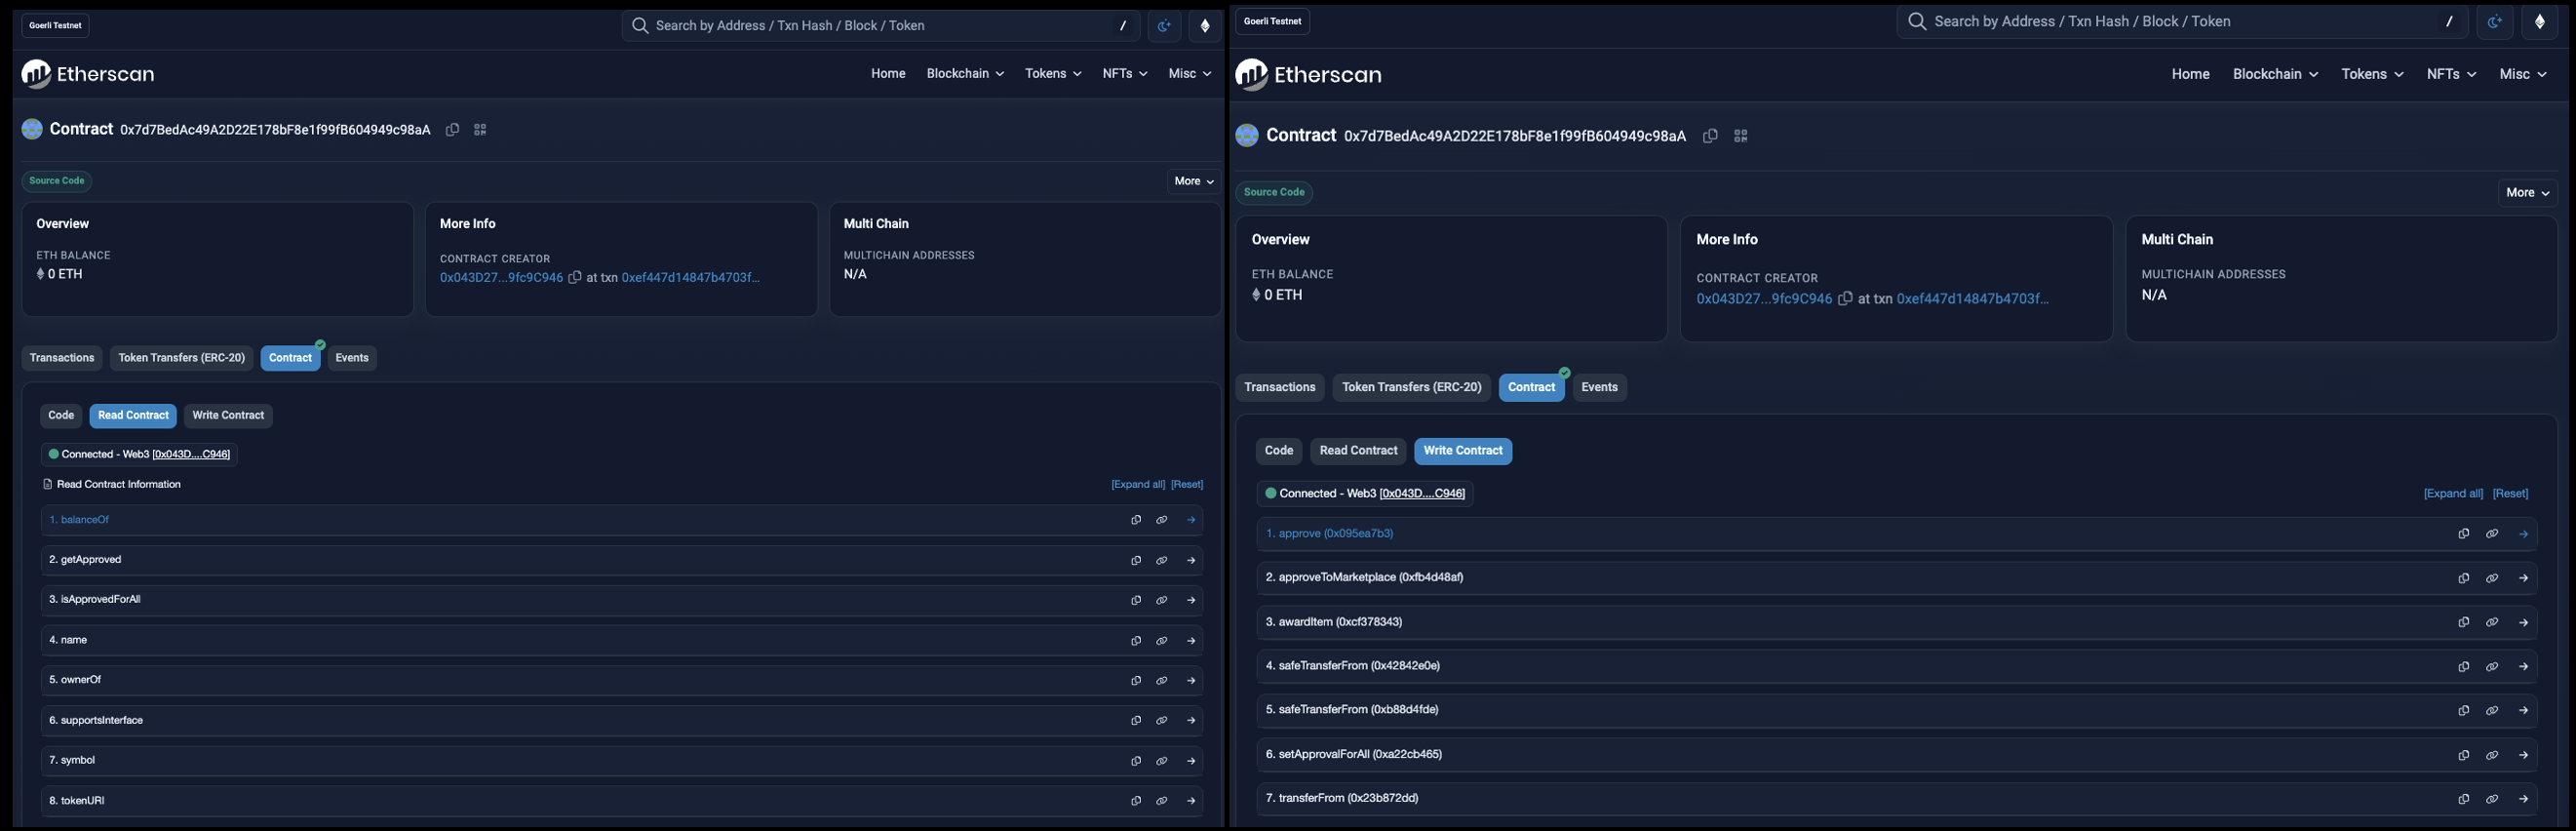 Goerli Testnet
Search by Address / Txn Hash / Block / Token
/
Etherscan
Home Blockchain Tokens NFTs Misc
Contract 0x7d7BedAc49A2D22E178bF8e1f99fB604949c98aA
Source Code
More
Overview
ETH BALANCE
0 ETH
More Info
CONTRACT CREATOR
0x043D27...9fc9C946 at txn 0xef447d14847b4703f...
Multi Chain
MULTICHAIN ADDRESSES
N/A
Transactions Token Transfers (ERC-20) Contract Events
Code Read Contract Write Contract
Connected - Web3 [0x043D....C946]
Read Contract Information
[Expand all] [Reset]
1. balanceOf
2. getApproved
3. isApprovedForAll
4. name
5. ownerOf
6. supportsInterface
7. symbol
8. tokenURI
Goerli Testnet
Search by Address / Txn Hash / Block / Token
/
Etherscan
Home Blockchain Tokens NFTs Misc
Contract 0x7d7BedAc49A2D22E178bF8e1f99fB604949c98aA
Source Code
More
Overview
ETH BALANCE
0 ETH
More Info
CONTRACT CREATOR
0x043D27...9fc9C946 at txn 0xef447d14847b4703f...
Multi Chain
MULTICHAIN ADDRESSES
N/A
Transactions Token Transfers (ERC-20) Contract Events
Code Read Contract Write Contract
Connected - Web3 [0x043D....C946]
[Expand all] [Reset]
1. approve (0x095ea7b3)
2. approveToMarketplace (0xfb4d48af)
3. awardItem (0xcf378343)
4. safeTransferFrom (0x42842e0e)
5. safeTransferFrom (0xb88d4fde)
6. setApprovalForAll (0xa22cb465)
7. transferFrom (0x23b872dd)